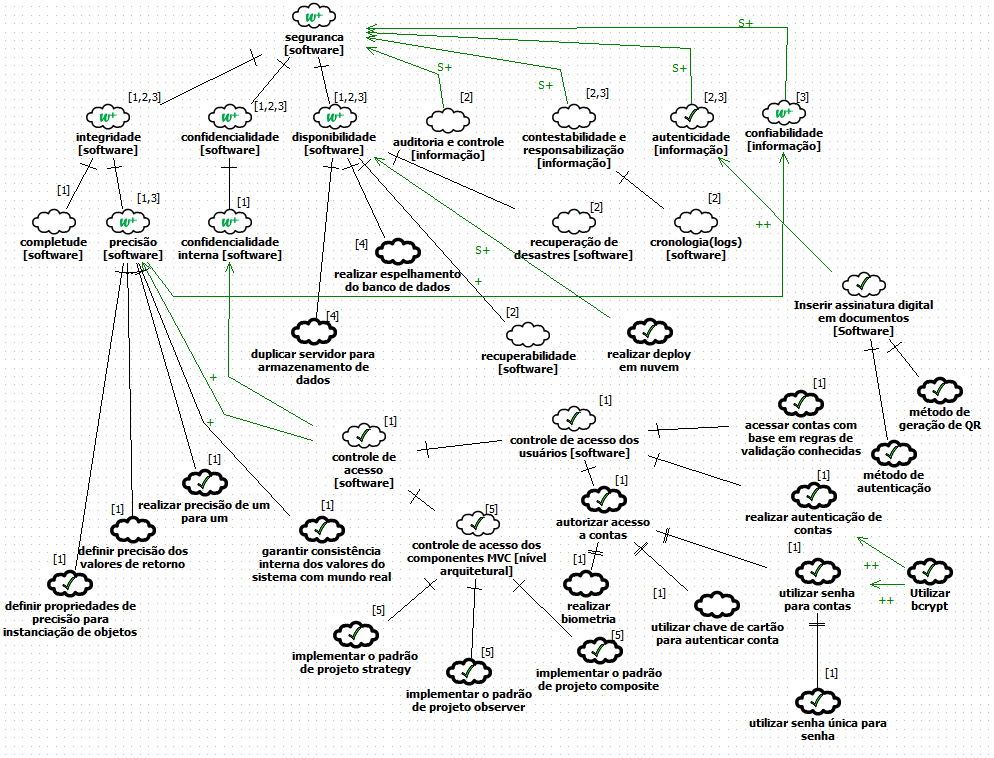 w+
S+
seguranca
[software]
S+
S+
S+
[1,2,3]
[1,2,3]
[1,2,3]
[2]
[2,3]
[2,3]
[3]
w+
w+
w+
w+
integridade
[software]
confidencialidade
[software]
disponibilidade
[software]
auditoria e controle
[informação]
contestabilidade e
responsabilização
[informação]
autenticidade
[informação]
confiabilidade
[informação]
[1]
[1,3]
[1]
[2]
[2]
w+
w+
completude
[software]
precisão
[software]
confidencialidade
interna [software]
recuperação de
desastres [software]
cronologia(logs)
[software]
++
[4]
S+
realizar espelhamento
do banco de dados
+
Inserir assinatura digital
em documentos
[Software]
[4]
duplicar servidor para
armazenamento de
dados
[2]
recuperabilidade
[software]
realizar deploy
em nuvem
+
+
[1]
controle de
acesso
[software]
[1]
controle de acesso dos
usuários [software]
[1]
acessar contas com
base em regras de
validação conhecidas
método de
geração de QR
método de
autenticação
[1]
realizar precisão de um
para um
[1]
definir precisão dos
valores de retorno
[1]
garantir consistência
interna dos valores do
sistema com mundo real
[5]
controle de acesso dos
componentes MVC [nível
arquitetural]
[1]
autorizar acesso
a contas
[1]
realizar autenticação de
contas
[1]
definir propriedades de
precisão para
instanciação de objetos
[1]
realizar
biometria
[1]
utilizar chave de cartão
para autenticar conta
[1]
utilizar senha
para contas
++
++
Utilizar
bcrypt
[5]
implementar o padrão
de projeto strategy
[5]
implementar o padrão
de projeto observer
[5]
implementar o padrão
de projeto composite
[1]
utilizar senha única para
senha